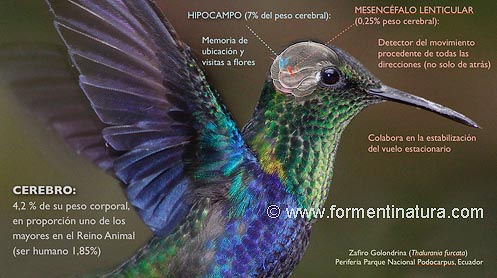 HIPOCAMPO (7% del peso cerebral):
Memoria de
ubicación y
visitas a flores
MESENCÉFALO LENTICULAR
(0,25% peso cerebral):
Detector del movimiento
procedente de todas las
direcciones (no solo de atrás)
Colabora en la estabilización
del vuelo estacionario
CEREBRO:
4,2 % de su peso corporal,
en proporción uno de los
mayores en el Reino Animal
(ser humano 1,85%)
© www.formentinatura.com
Zafiro Golondrina (Thalurania furcata)
Periferia Parque Nacional Podocarpus, Ecuador